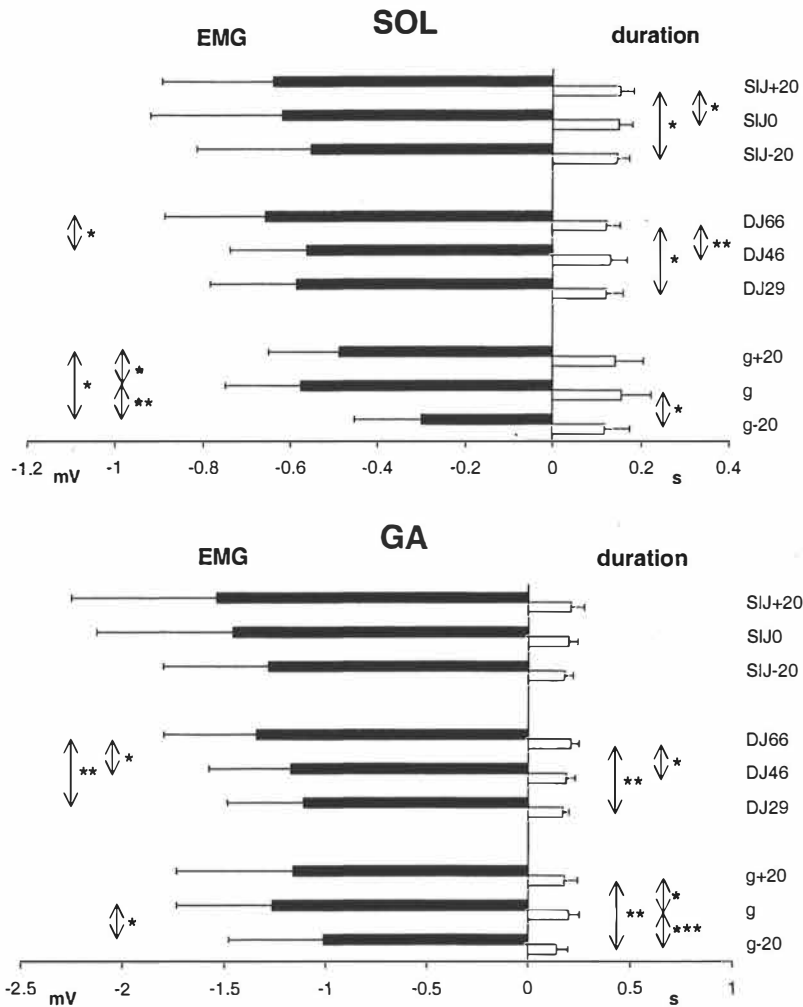 SOL
EMG duration
SIJ+20
* SIJ0
*
SIJ-20
DJ66
* ** DJ46
*
DJ29
g+20
*
* g
** *
g-20
-1.2 -1 -0.8 -0.6 -0.4 -0.2 0 0.2 0.4
mV s
GA
EMG duration
SIJ+20
SIJ0
SIJ-20
DJ66
* *
** ** DJ46
DJ29
g+20
*
** g
* ***
g-20
-2.5 -2 -1.5 -1 -0.5 0 0.5 1
mV s